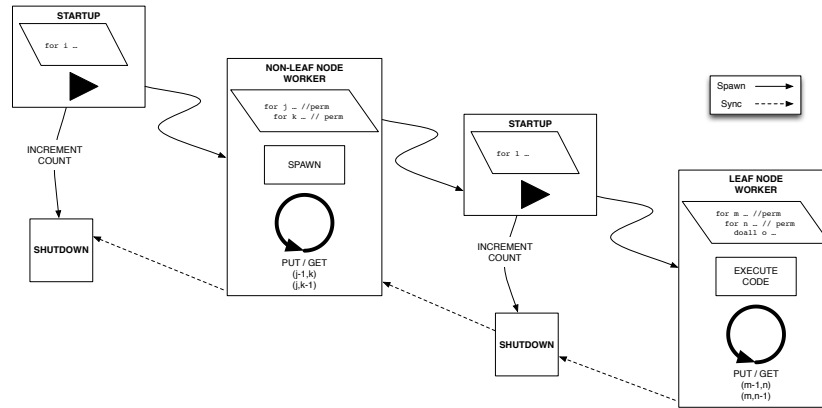 STARTUP
for i …
INCREMENT
COUNT
SHUTDOWN
NON-LEAF NODE
WORKER
for j … //perm
for k … // perm
SPAWN
PUT / GET
(j-1,k)
(j,k-1)
STARTUP
for l …
INCREMENT
COUNT
SHUTDOWN
Spawn
Sync
LEAF NODE
WORKER
for m … //perm
for n … // perm
doall o …
EXECUTE
CODE
PUT / GET
(m-1,n)
(m,n-1)